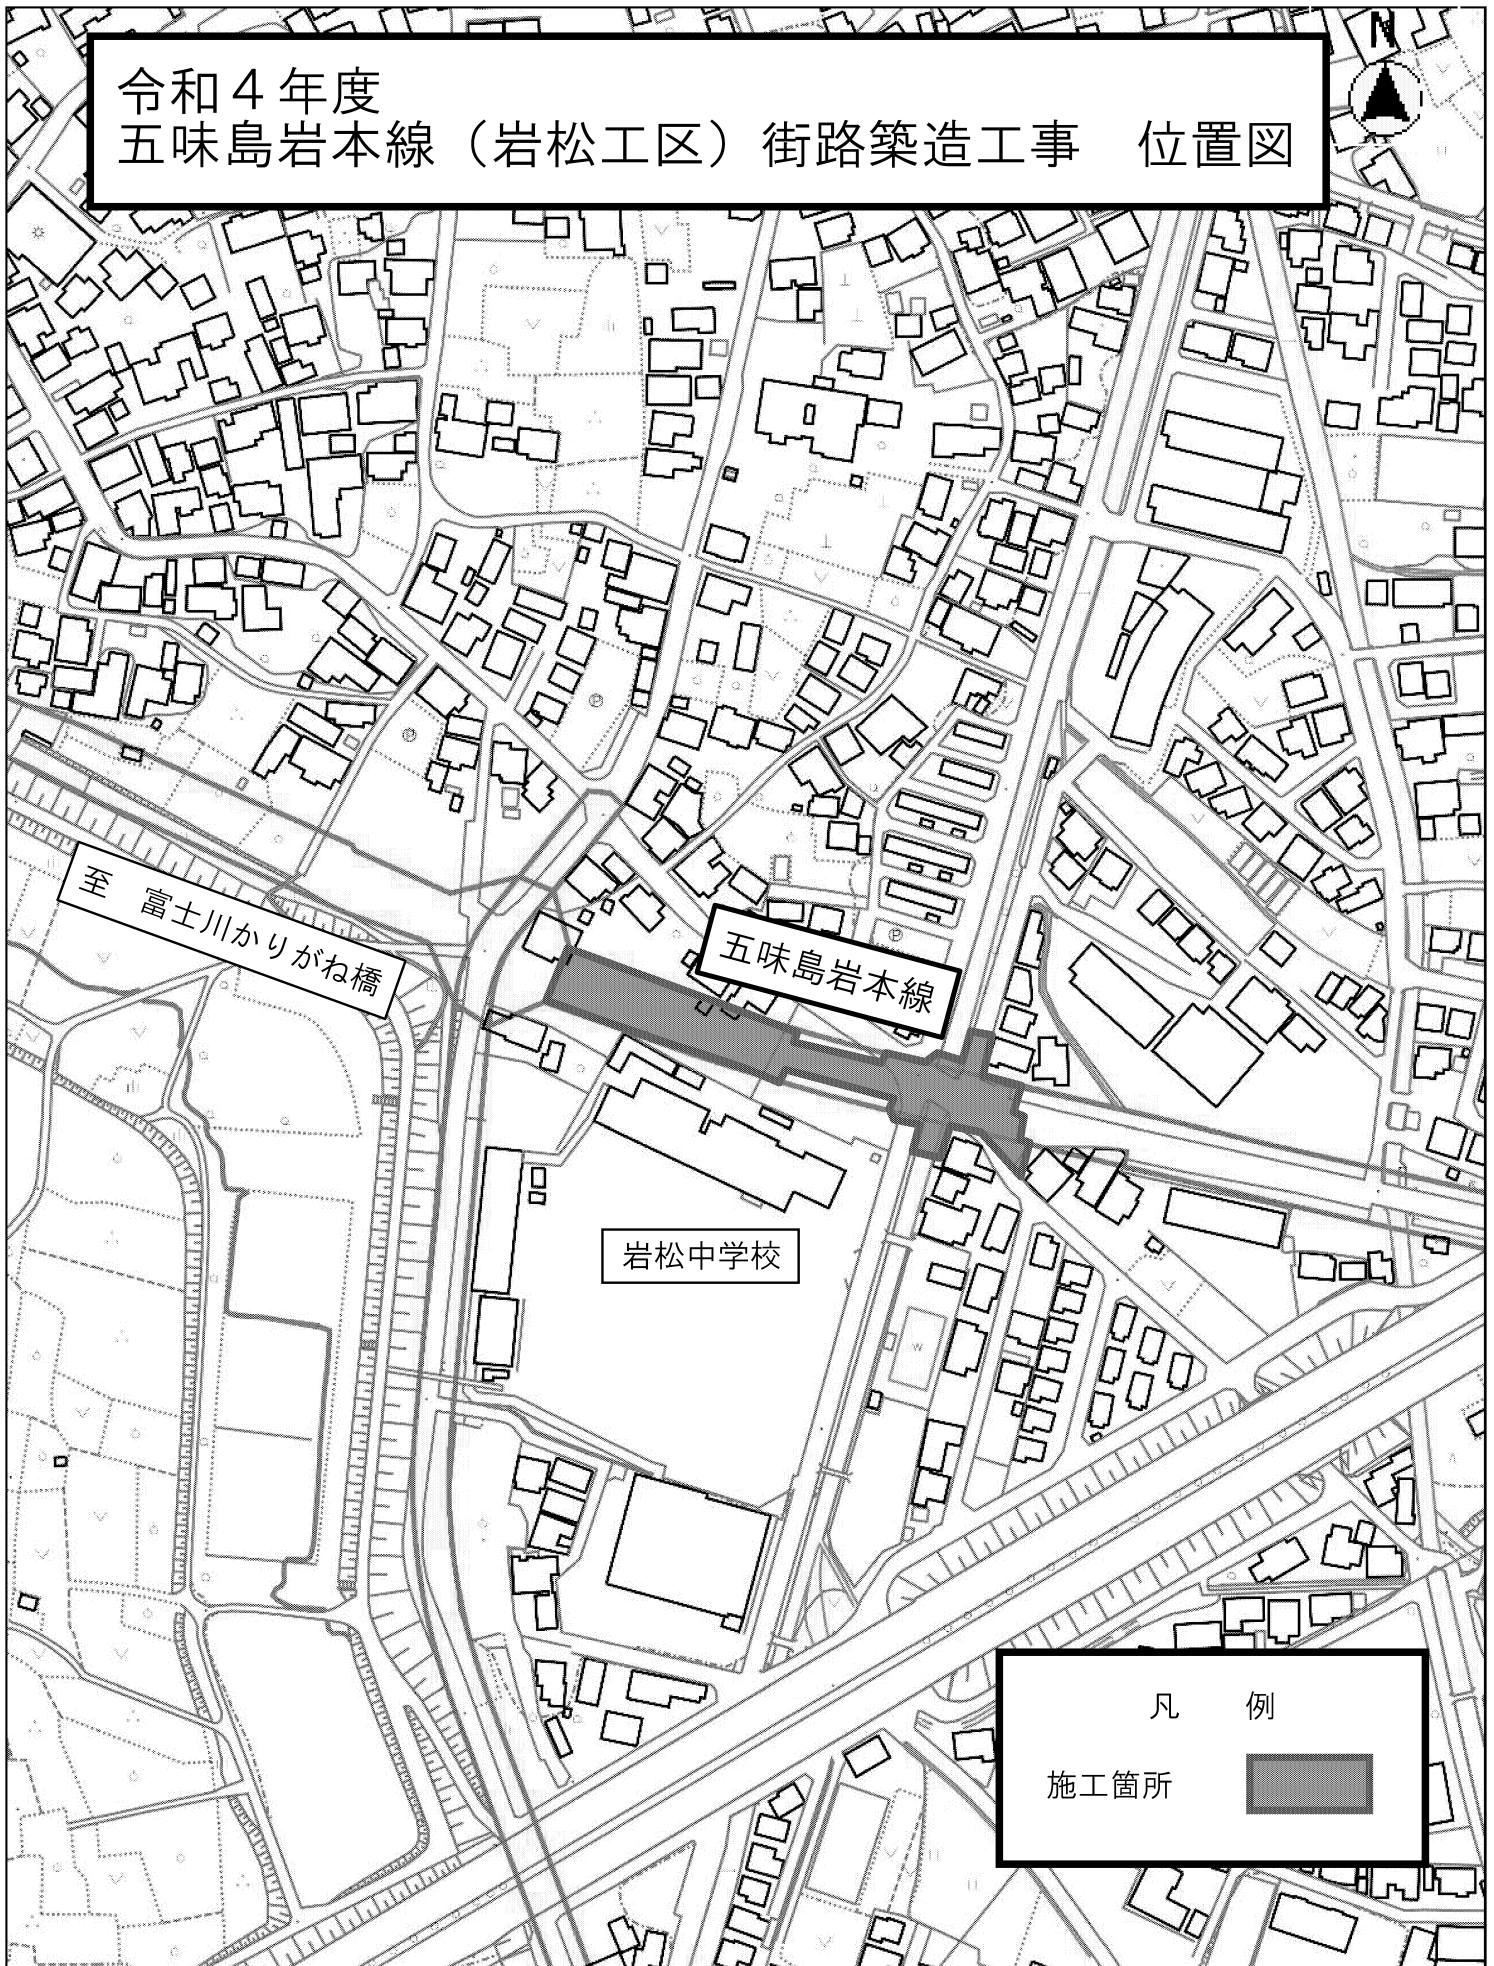 令和４年度
五味島岩本線（岩松工区）街路築造工事　位置図
N
至　富士川かりがね橋
五味島岩本線
岩松中学校
W
凡　例
施工箇所